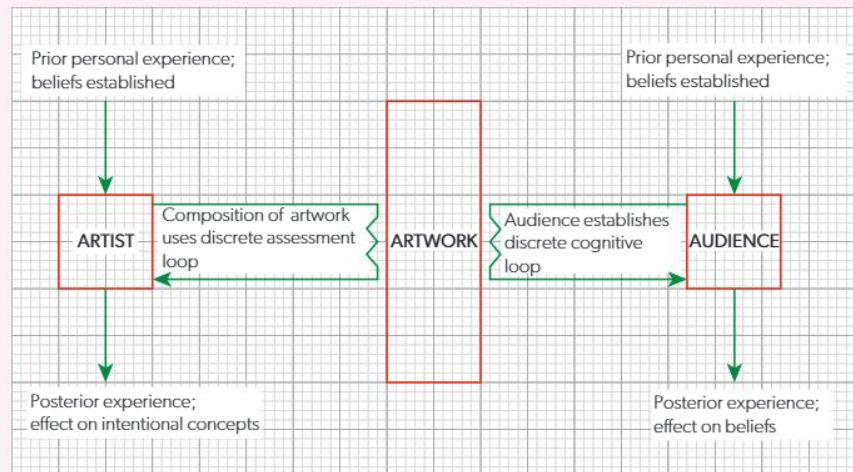 Prior personal experience;
beliefs established
Prior personal experience;
beliefs established
ARTIST
Composition of artwork
uses discrete assessment
loop
ARTWORK
Audience establishes
discrete cognitive
loop
AUDIENCE
Posterior experience;
effect on intentional concepts
Posterior experience;
effect on beliefs